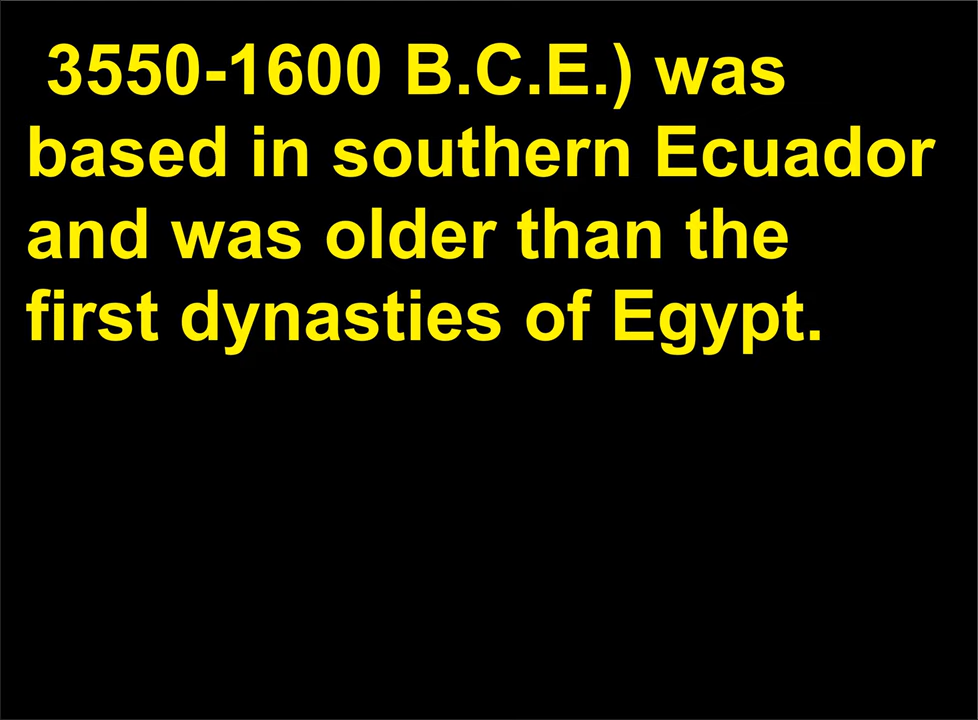 3550-1600 B.C.E.) was
based in southern Ecuador
and was older than the
first dynasties of Egypt.